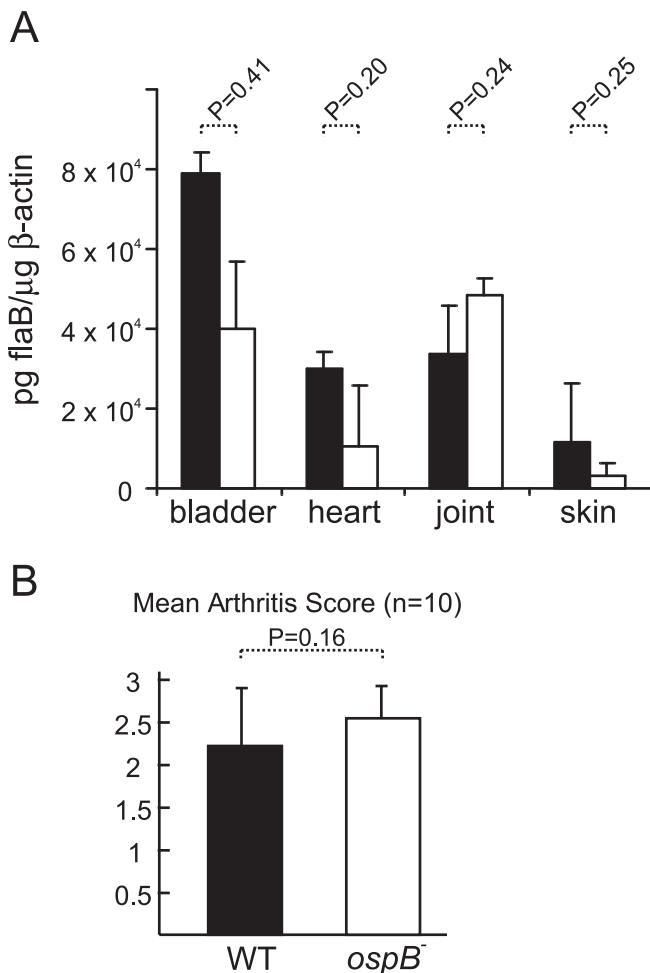 A
P=0.41 P=0.20 P=0.24 P=0.25
pg flaB/μg β-actin
8 x 10⁴
6 x 10⁴
4 x 10⁴
2 x 10⁴
0
bladder heart joint skin
B
Mean Arthritis Score (n=10)
P=0.16
3
2.5
2
1.5
1
0.5
WT ospB⁻